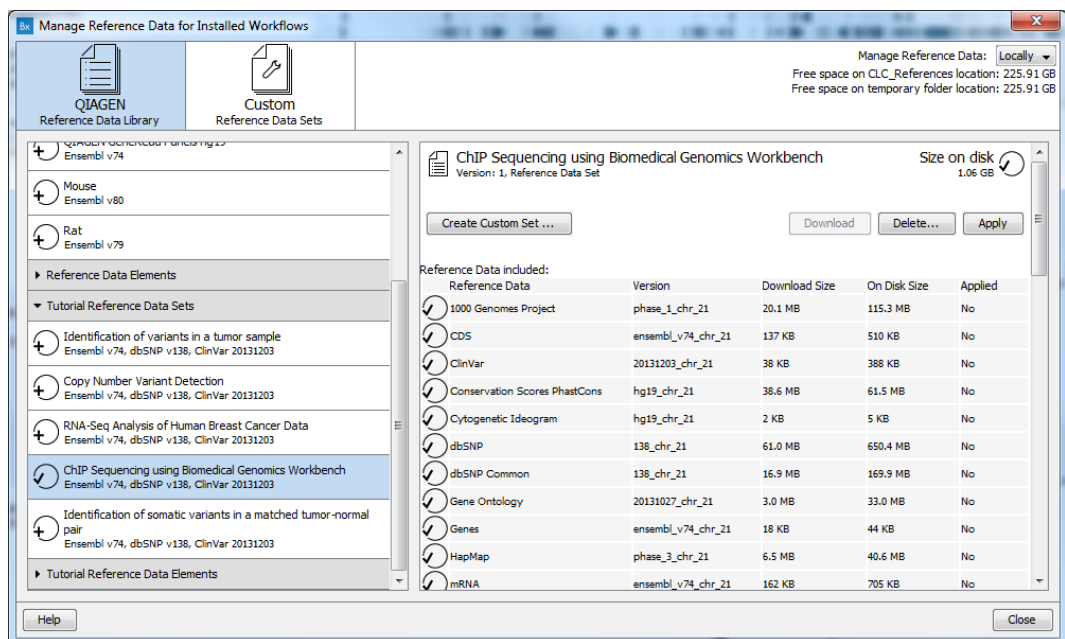 Bx Manage Reference Data for Installed Workflows
QIAGEN
Reference Data Library
Custom
Reference Data Sets
Manage Reference Data: Locally
Free space on CLC_References location: 225.91 GB
Free space on temporary folder location: 225.91 GB
QIAGEN GeneRead Panels hg19
Ensembl v74
Mouse
Ensembl v80
Rat
Ensembl v79
Reference Data Elements
Tutorial Reference Data Sets
Identification of variants in a tumor sample
Ensembl v74, dbSNP v138, ClinVar 20131203
Copy Number Variant Detection
Ensembl v74, dbSNP v138, ClinVar 20131203
RNA-Seq Analysis of Human Breast Cancer Data
Ensembl v74, dbSNP v138, ClinVar 20131203
ChIP Sequencing using Biomedical Genomics Workbench
Ensembl v74, dbSNP v138, ClinVar 20131203
Identification of somatic variants in a matched tumor-normal
pair
Ensembl v74, dbSNP v138, ClinVar 20131203
Tutorial Reference Data Elements
ChIP Sequencing using Biomedical Genomics Workbench
Version: 1, Reference Data Set
Size on disk
1.06 GB
Create Custom Set ... Download Delete... Apply
Reference Data included:
Reference Data Version Download Size On Disk Size Applied
1000 Genomes Project phase_1_chr_21 20.1 MB 115.3 MB No
CDS ensembl_v74_chr_21 137 KB 510 KB No
ClinVar 20131203_chr_21 38 KB 388 KB No
Conservation Scores PhastCons hg19_chr_21 38.6 MB 61.5 MB No
Cytogenetic Ideogram hg19_chr_21 2 KB 5 KB No
dbSNP 138_chr_21 61.0 MB 650.4 MB No
dbSNP Common 138_chr_21 16.9 MB 169.9 MB No
Gene Ontology 20131027_chr_21 3.0 MB 33.0 MB No
Genes ensembl_v74_chr_21 18 KB 44 KB No
HapMap phase_3_chr_21 6.5 MB 40.6 MB No
mRNA ensembl_v74_chr_21 162 KB 705 KB No
Help Close